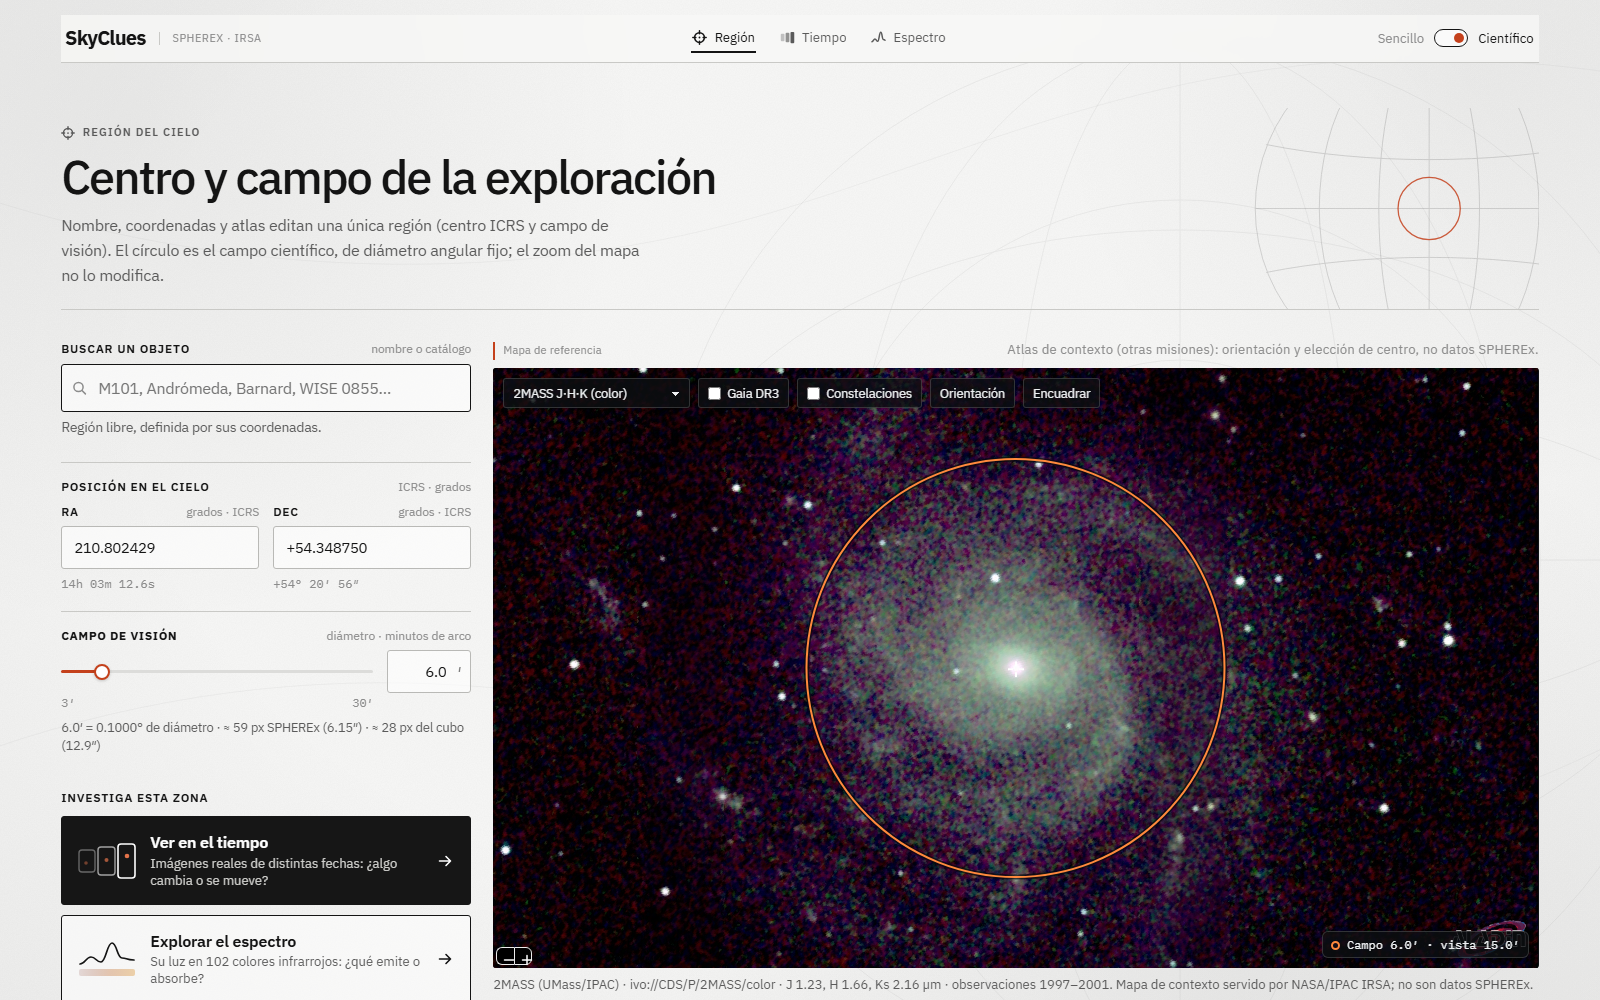 SkyClues
SPHEREX · IRSA
Región
Tiempo
Espectro
Sencillo
Científico
REGIÓN DEL CIELO
Centro y campo de la exploración
Nombre, coordenadas y atlas editan una única región (centro ICRS y campo de
visión). El círculo es el campo científico, de diámetro angular fijo; el zoom del mapa
no lo modifica.
BUSCAR UN OBJETO
nombre o catálogo
M101, Andrómeda, Barnard, WISE 0855...
Región libre, definida por sus coordenadas.
POSICIÓN EN EL CIELO
ICRS · grados
RA
grados · ICRS
DEC
grados · ICRS
210.802429
+54.348750
14h 03m 12.6s
+54° 20′ 56″
CAMPO DE VISIÓN
diámetro · minutos de arco
6.0 ′
3′
30′
6.0′ = 0.1000° de diámetro · ≈ 59 px SPHEREx (6.15″) · ≈ 28 px del cubo
(12.9″)
INVESTIGA ESTA ZONA
Ver en el tiempo
Imágenes reales de distintas fechas: ¿algo
cambia o se mueve?
Explorar el espectro
Su luz en 102 colores infrarrojos: ¿qué emite o
absorbe?
Mapa de referencia
Atlas de contexto (otras misiones): orientación y elección de centro, no datos SPHEREx.
2MASS J·H·K (color)
Gaia DR3
Constelaciones
Orientación
Encuadrar
Campo 6.0′ · vista 15.0′
2MASS (UMass/IPAC) · ivo://CDS/P/2MASS/color · J 1.23, H 1.66, Ks 2.16 µm · observaciones 1997–2001. Mapa de contexto servido por NASA/IPAC IRSA; no son datos SPHEREx.